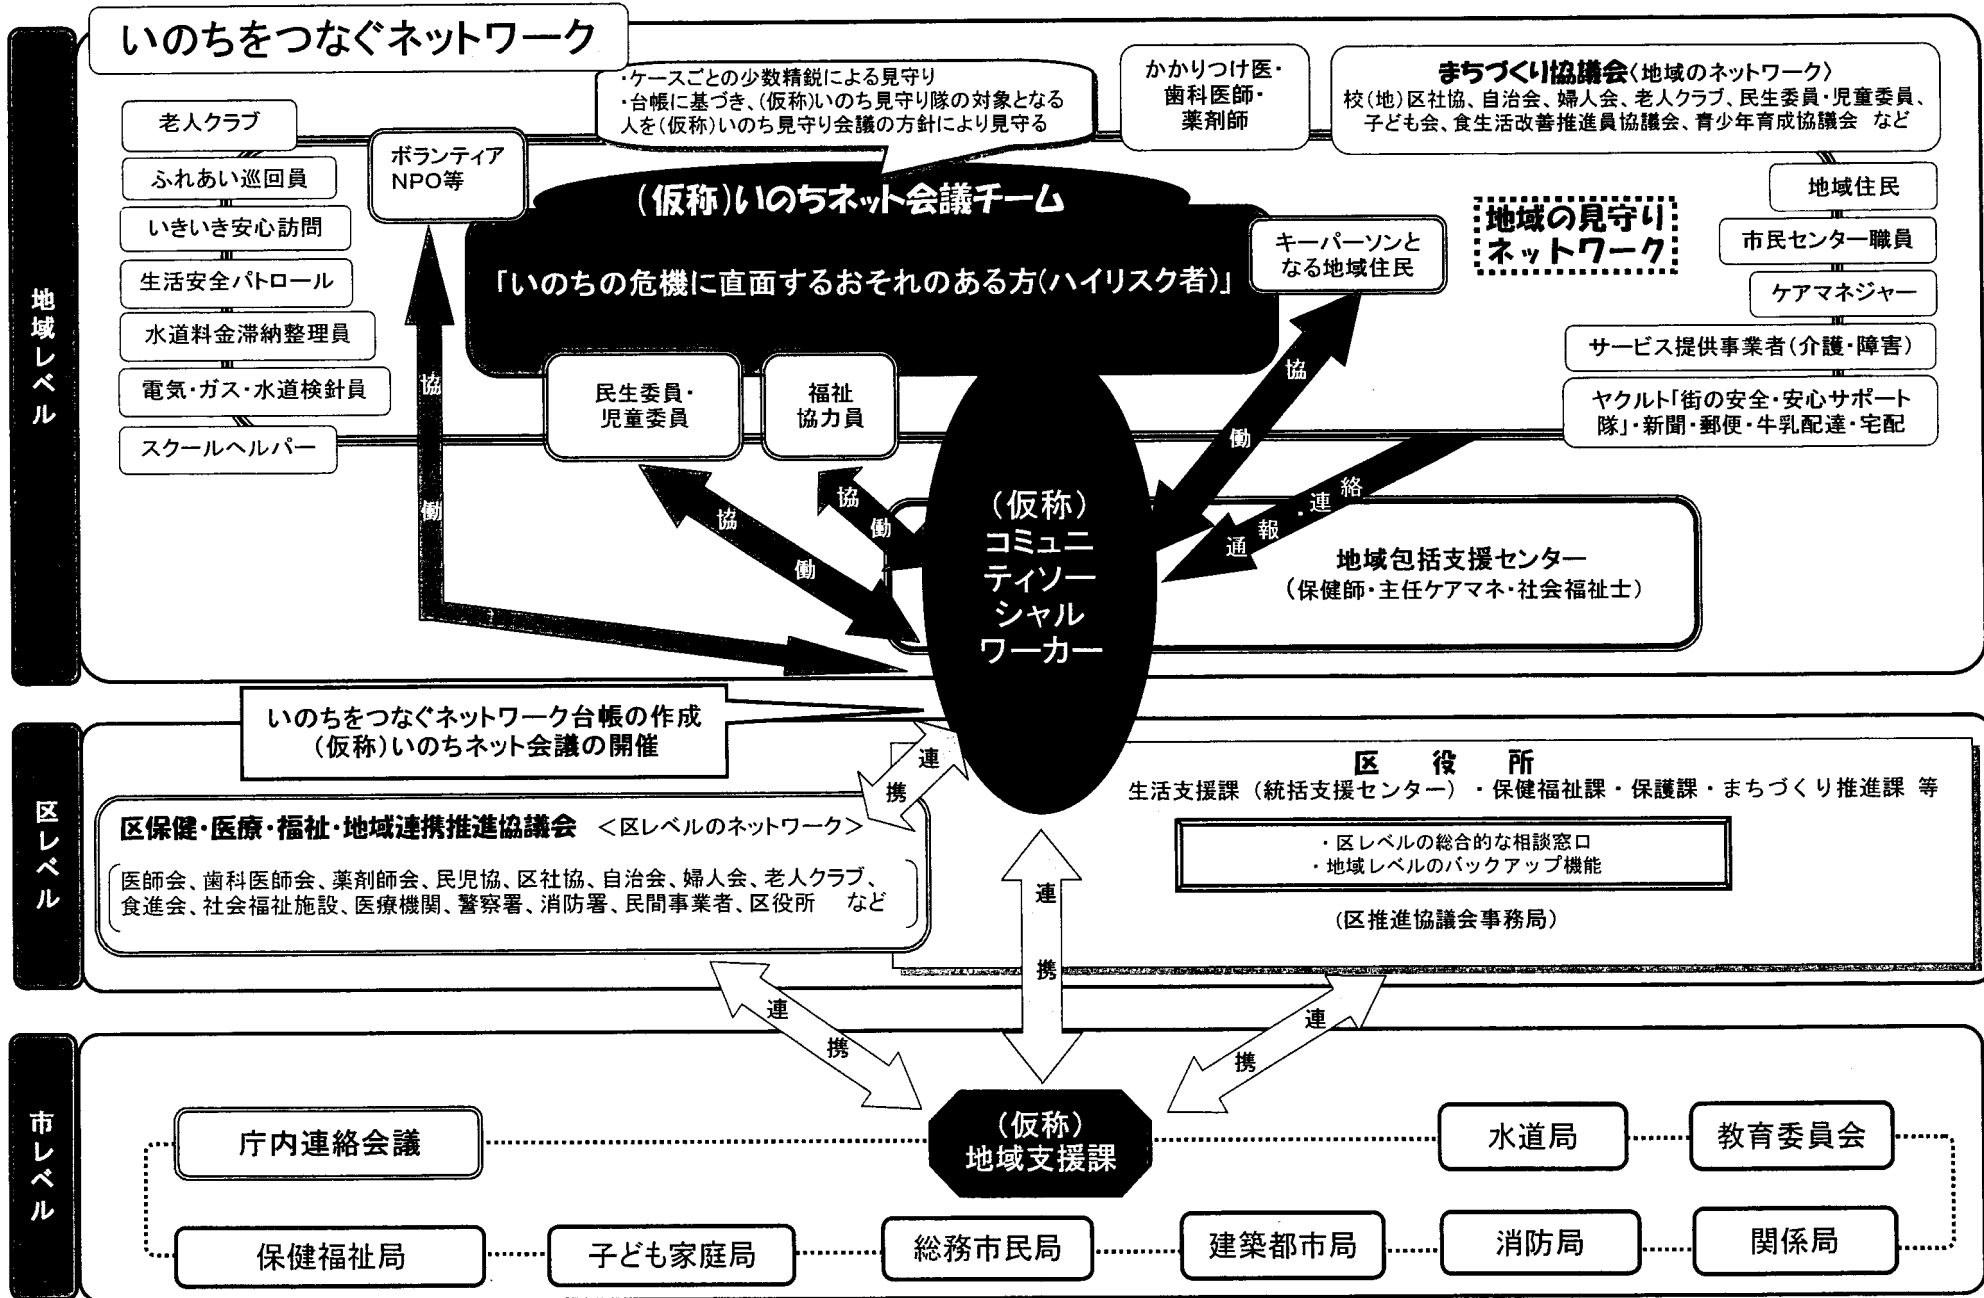 いのちをつなぐネットワーク
地域レベル
・ケースごとの少数精鋭による見守り
・台帳に基づき、(仮称)いのち見守り隊の対象となる
人を(仮称)いのち見守り会議の方針により見守る
かかりつけ医・
歯科医師・
薬剤師
まちづくり協議会〈地域のネットワーク〉
校(地)区社協、自治会、婦人会、老人クラブ、民生委員・児童委員、
子ども会、食生活改善推進員協議会、青少年育成協議会 など
老人クラブ
ふれあい巡回員
いきいき安心訪問
生活安全パトロール
水道料金滞納整理員
電気・ガス・水道検針員
スクールヘルパー
ボランティア
NPO等
(仮称)いのちネット会議チーム
「いのちの危機に直面するおそれのある方(ハイリスク者)」
キーパーソンと
なる地域住民
地域の見守り
ネットワーク
地域住民
市民センター職員
ケアマネジャー
サービス提供事業者(介護・障害)
ヤクルト「街の安全・安心サポート
隊」・新聞・郵便・牛乳配達・宅配
民生委員・
児童委員
福祉
協力員
協働
協働
協働
協働
通報・連絡
(仮称)
コミュニ
ティソー
シャル
ワーカー
地域包括支援センター
(保健師・主任ケアマネ・社会福祉士)
いのちをつなぐネットワーク台帳の作成
(仮称)いのちネット会議の開催
区レベル
連携
区保健・医療・福祉・地域連携推進協議会 <区レベルのネットワーク>
医師会、歯科医師会、薬剤師会、民児協、区社協、自治会、婦人会、老人クラブ、
食進会、社会福祉施設、医療機関、警察署、消防署、民間事業者、区役所 など
区役所
生活支援課(統括支援センター)・保健福祉課・保護課・まちづくり推進課 等
・区レベルの総合的な相談窓口
・地域レベルのバックアップ機能
(区推進協議会事務局)
連携
連携
連携
市レベル
庁内連絡会議
(仮称)
地域支援課
水道局
教育委員会
保健福祉局
子ども家庭局
総務市民局
建築都市局
消防局
関係局